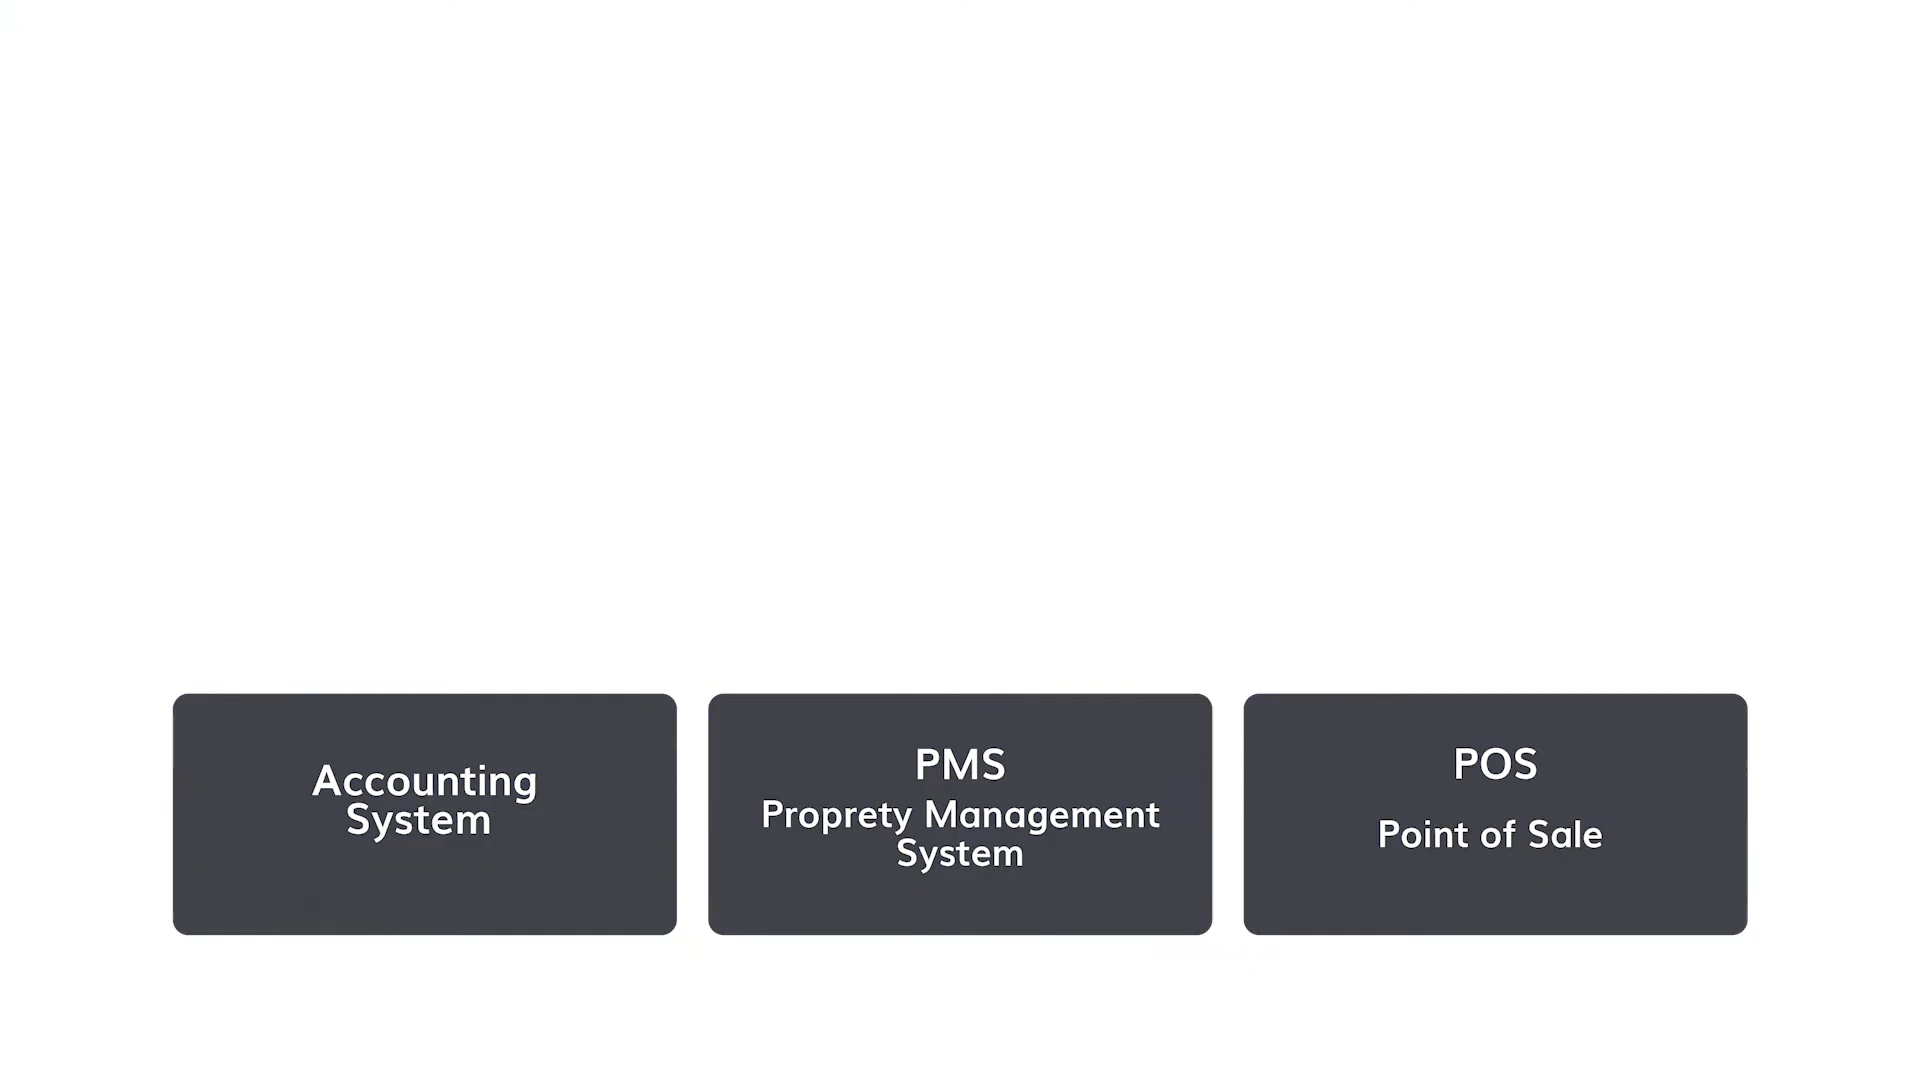 Accounting
System
PMS
Proprety Management
System
POS
Point of Sale